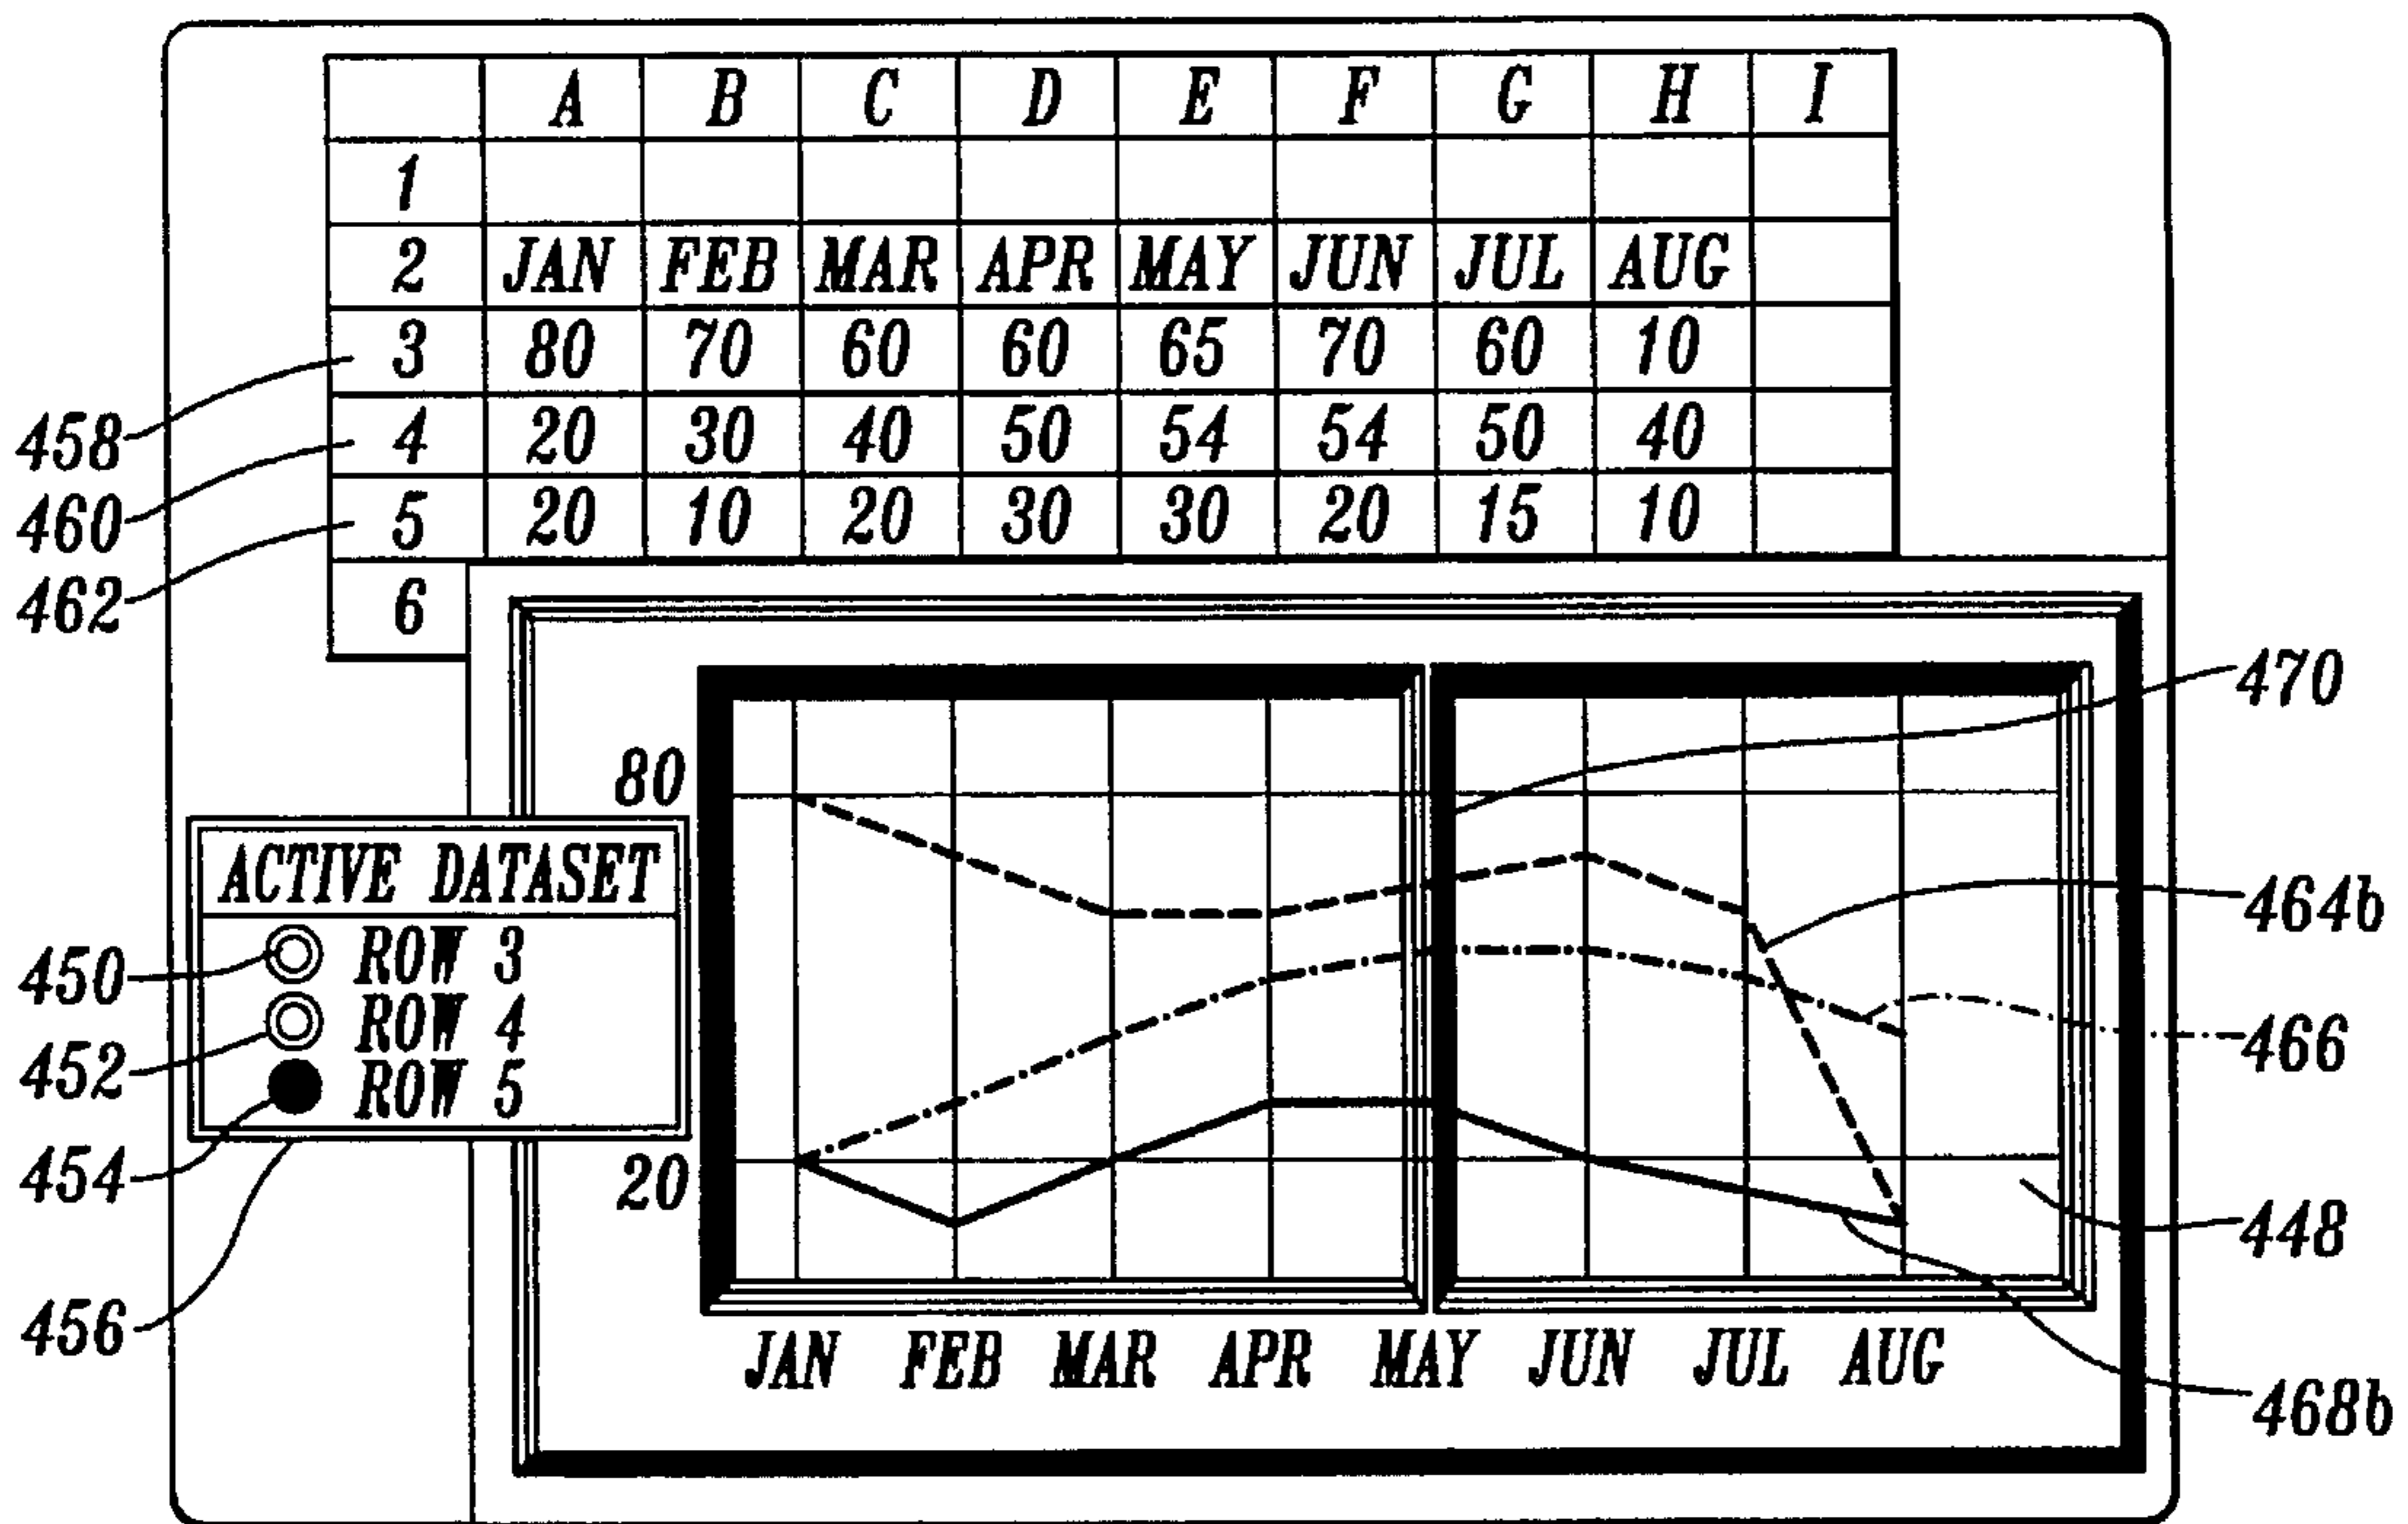 A B C D E F G H I
1
2 JAN FEB MAR APR MAY JUN JUL AUG
3 80 70 60 60 65 70 60 10
458
4 20 30 40 50 54 54 50 40
460
5 20 10 20 30 30 20 15 10
462
6
470
80
ACTIVE DATASET
464b
ROW 3
450
ROW 4
466
452
ROW 5
454
20
448
456
JAN FEB MAR APR MAY JUN JUL AUG
468b